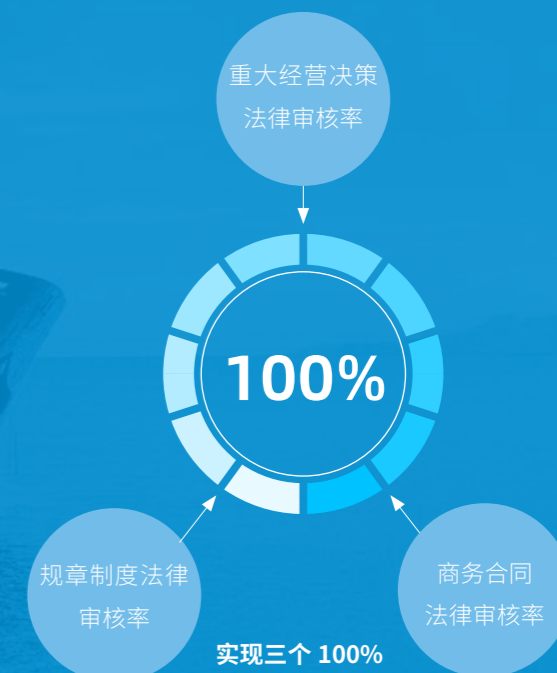 重大经营决策
法律审核率
100%
规章制度法律
审核率
商务合同
法律审核率
实现三个 100%